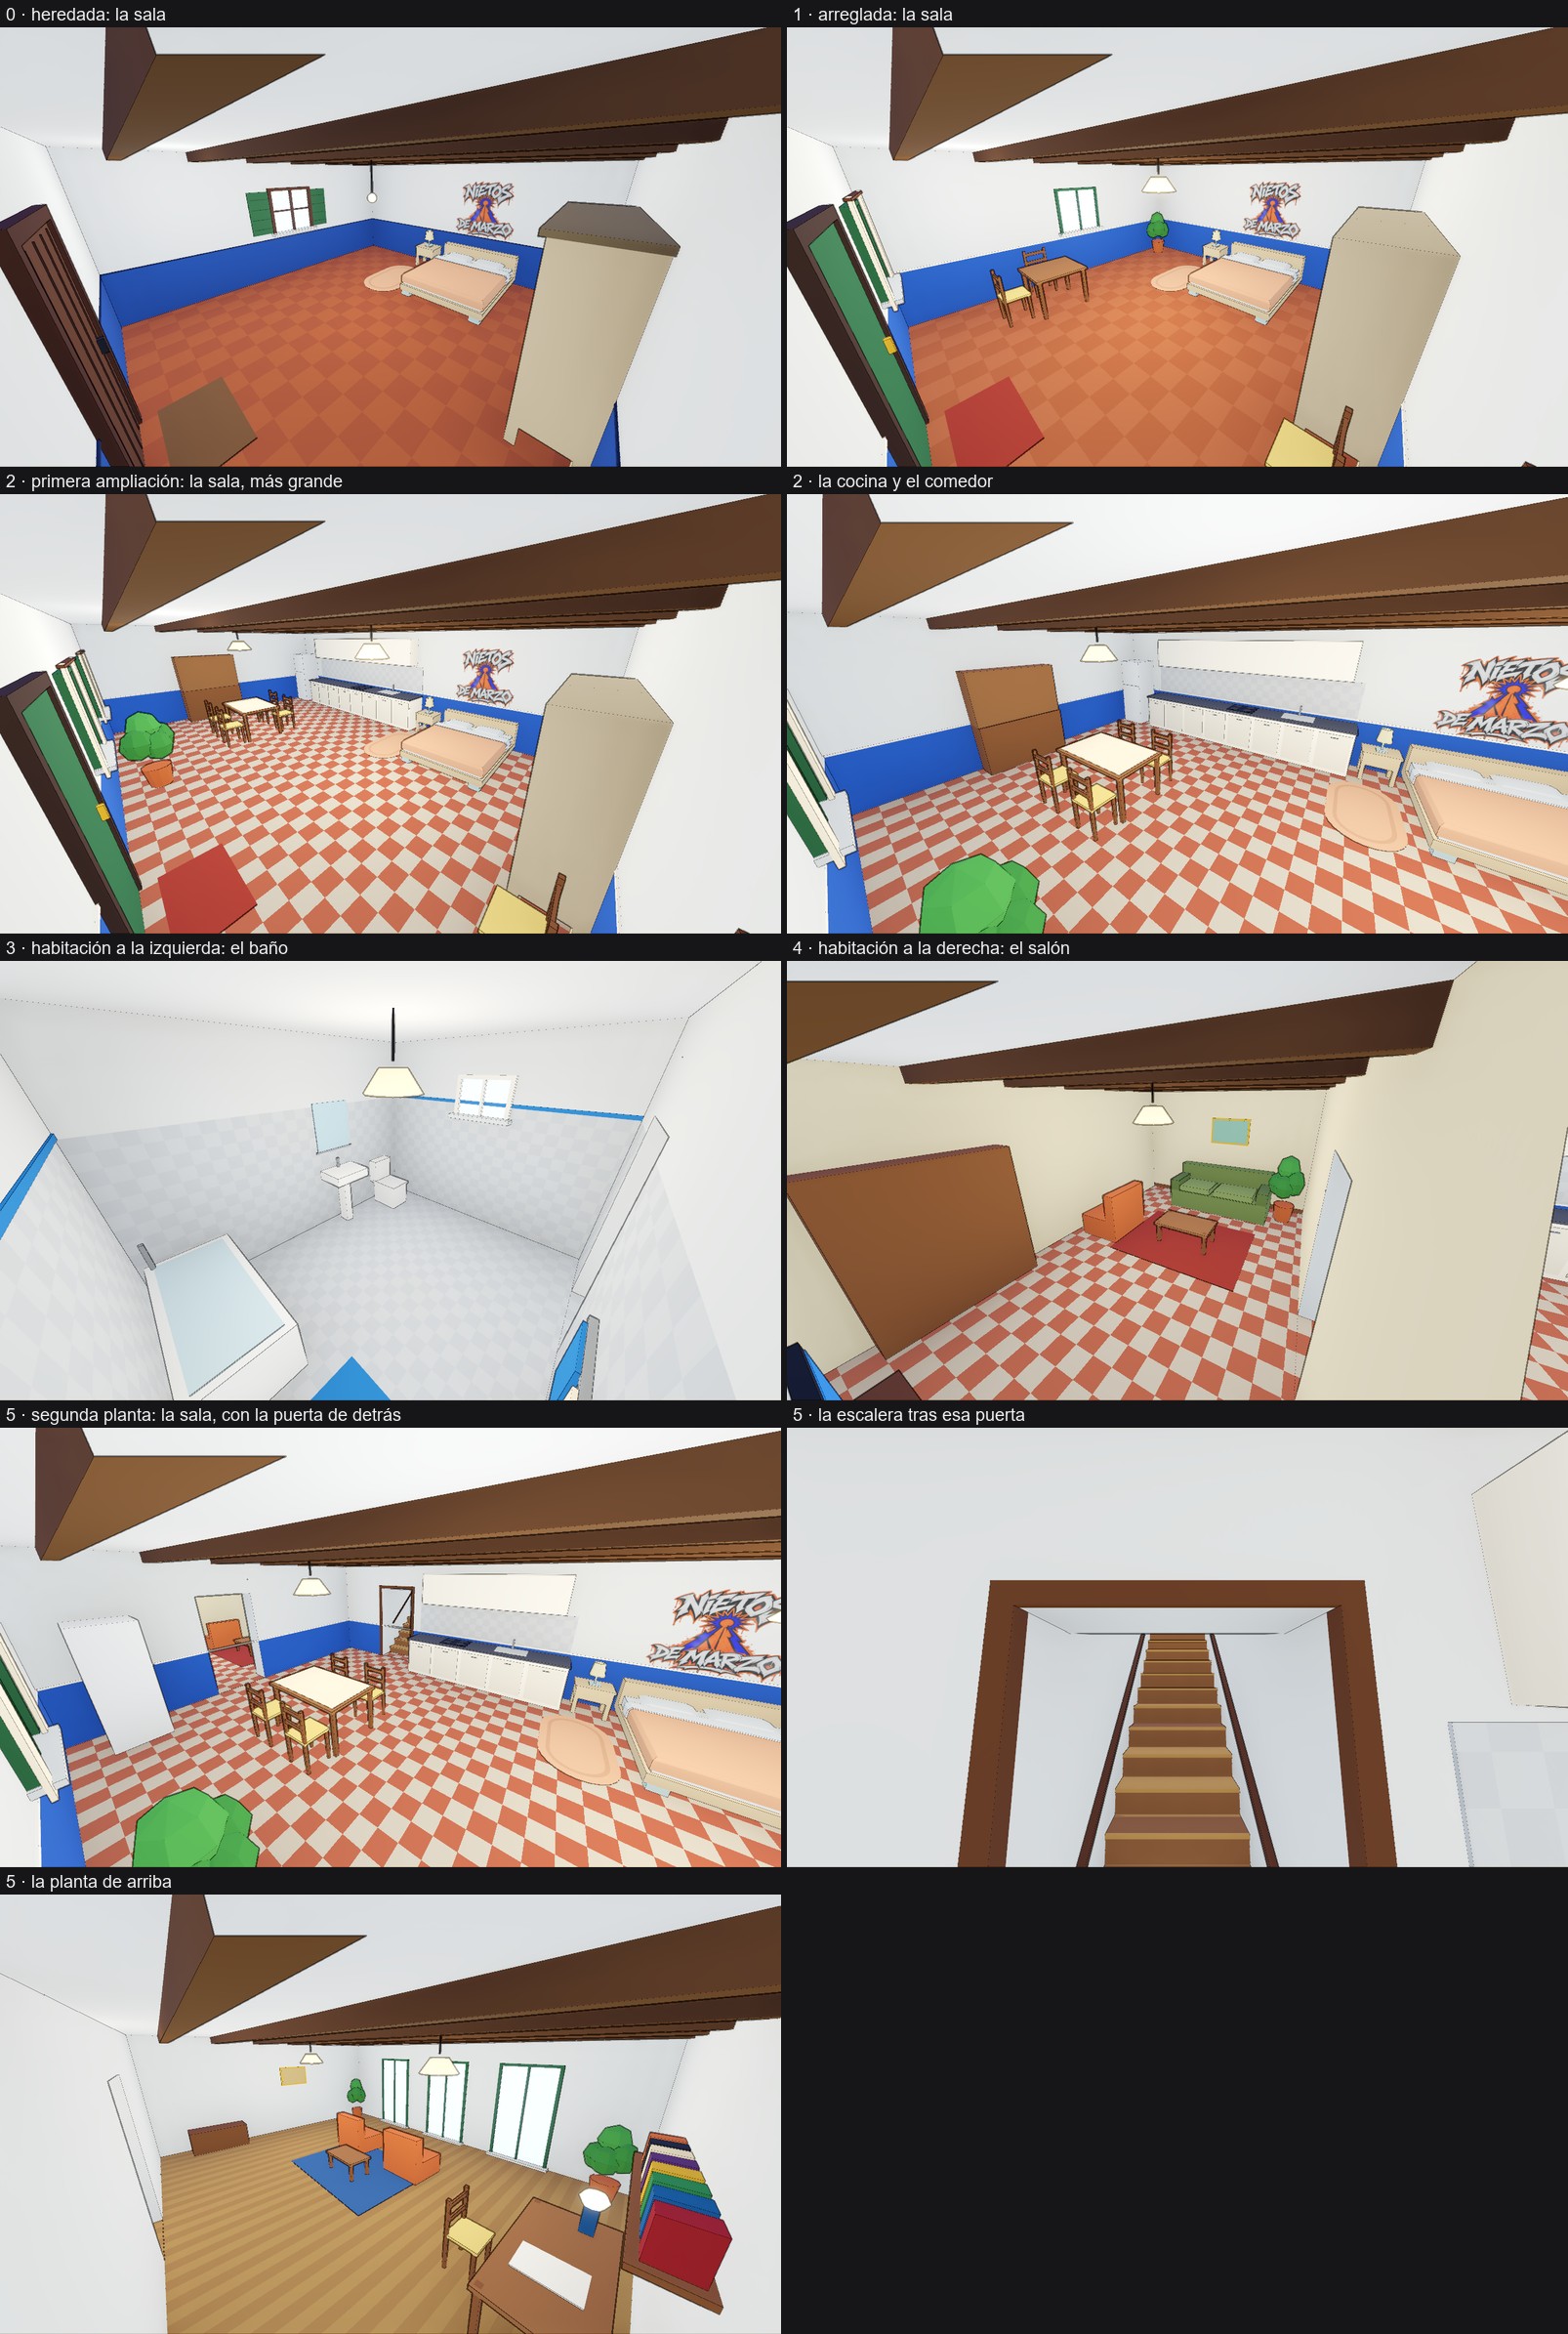 0 · heredada: la sala
NIETOS
DE MARZO
1 · arreglada: la sala
NIETOS
DE MARZO
2 · primera ampliación: la sala, más grande
NIETOS
DE MARZO
2 · la cocina y el comedor
NIETOS
DE MARZO
3 · habitación a la izquierda: el baño
4 · habitación a la derecha: el salón
5 · segunda planta: la sala, con la puerta de detrás
NIETOS
DE MARZO
5 · la escalera tras esa puerta
5 · la planta de arriba